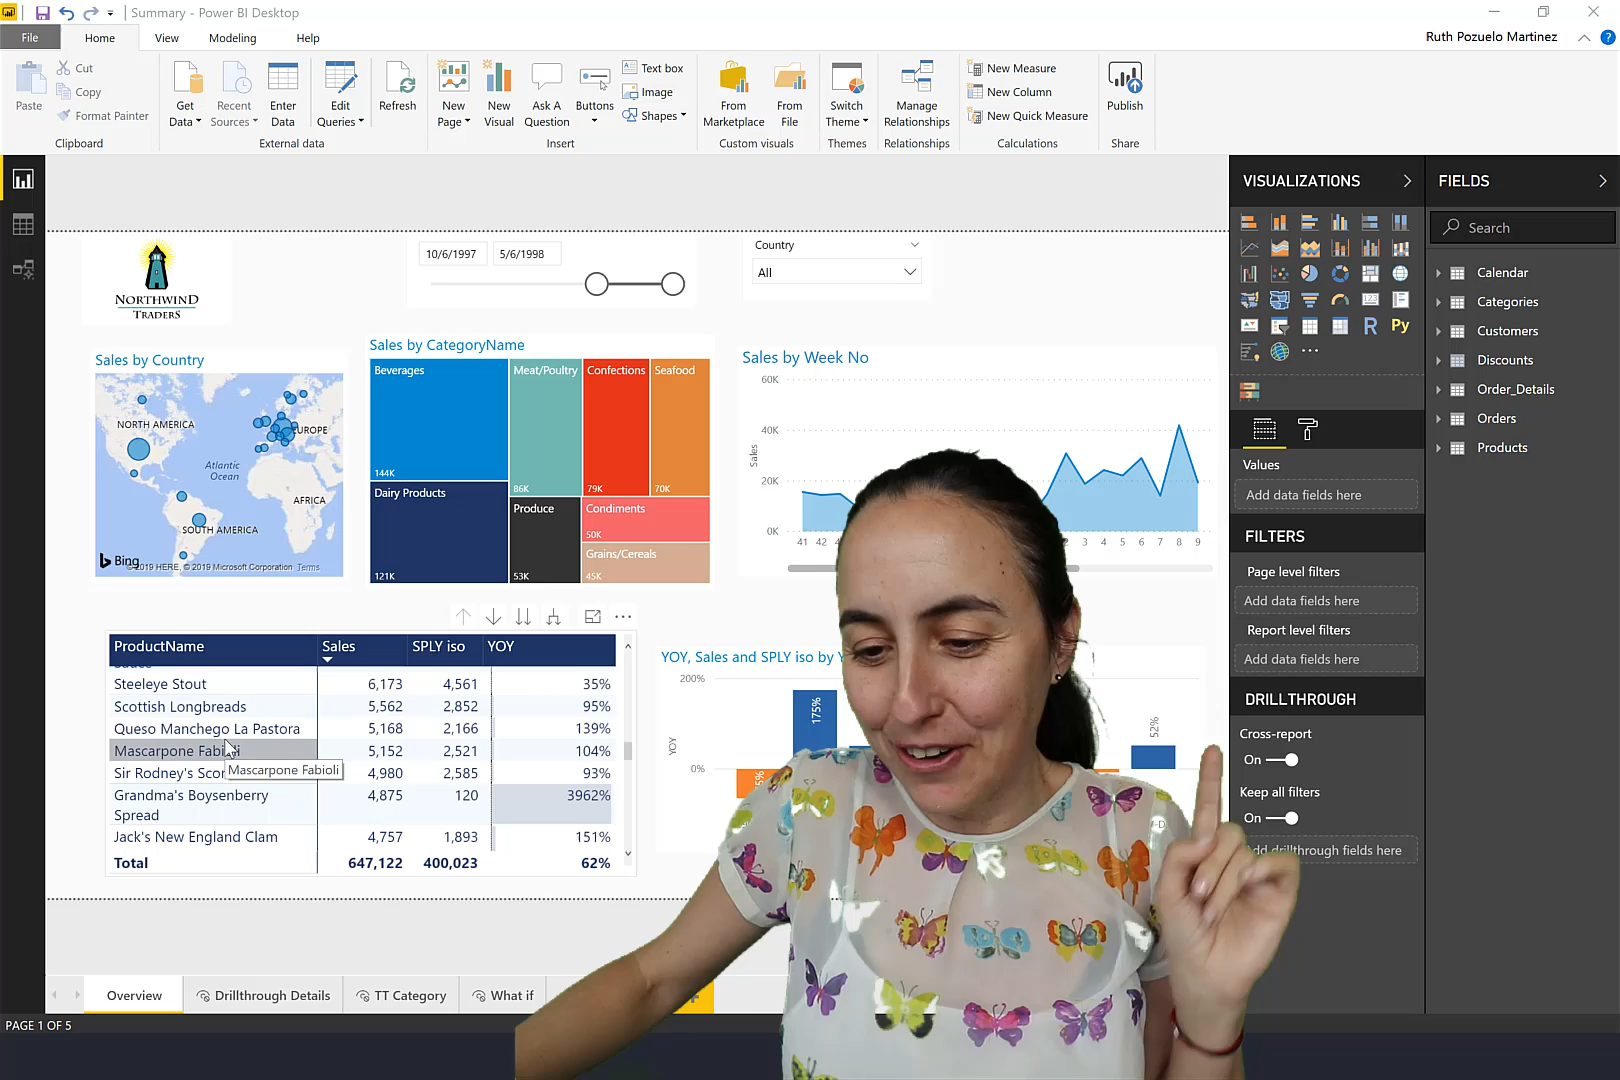 Summary - Power BI Desktop
File
Home
View
Modeling
Help
Ruth Pozuelo Martinez
Paste
Cut
Copy
Format Painter
Clipboard
Get Data
Recent Sources
Enter Data
Edit Queries
Refresh
External data
New Page
New Visual
Ask A Question
Buttons
Text box
Image
Shapes
Insert
From Marketplace
From File
Custom visuals
Switch Theme
Themes
Manage Relationships
Relationships
New Measure
New Column
New Quick Measure
Calculations
Publish
Share
NORTHWIND
TRADERS
10/6/1997
5/6/1998
Country
All
Sales by Country
NORTH AMERICA
EUROPE
Atlantic
Ocean
AFRICA
SOUTH AMERICA
Bing
© 2019 HERE, © 2019 Microsoft Corporation Terms
Sales by CategoryName
Beverages
144K
Meat/Poultry
86K
Confections
79K
Seafood
70K
Dairy Products
121K
Produce
53K
Condiments
50K
Grains/Cereals
45K
Sales by Week No
Sales
60K
40K
20K
0K
41 42 3 4 5 6 7 8 9
ProductName Sales SPLY iso YOY
Steeleye Stout 6,173 4,561 35%
Scottish Longbreads 5,562 2,852 95%
Queso Manchego La Pastora 5,168 2,166 139%
Mascarpone Fabioli 5,152 2,521 104%
Mascarpone Fabioli
Sir Rodney's Scon 4,980 2,585 93%
Grandma's Boysenberry Spread 4,875 120 3962%
Jack's New England Clam 4,757 1,893 151%
Total 647,122 400,023 62%
YOY, Sales and SPLY iso by
YOY
200%
0%
175%
52%
VISUALIZATIONS
R
Py
Values
Add data fields here
FILTERS
Page level filters
Add data fields here
Report level filters
Add data fields here
DRILLTHROUGH
Cross-report
On
Keep all filters
On
Add drillthrough fields here
FIELDS
Search
Calendar
Categories
Customers
Discounts
Order_Details
Orders
Products
Overview
Drillthrough Details
TT Category
What if
PAGE 1 OF 5